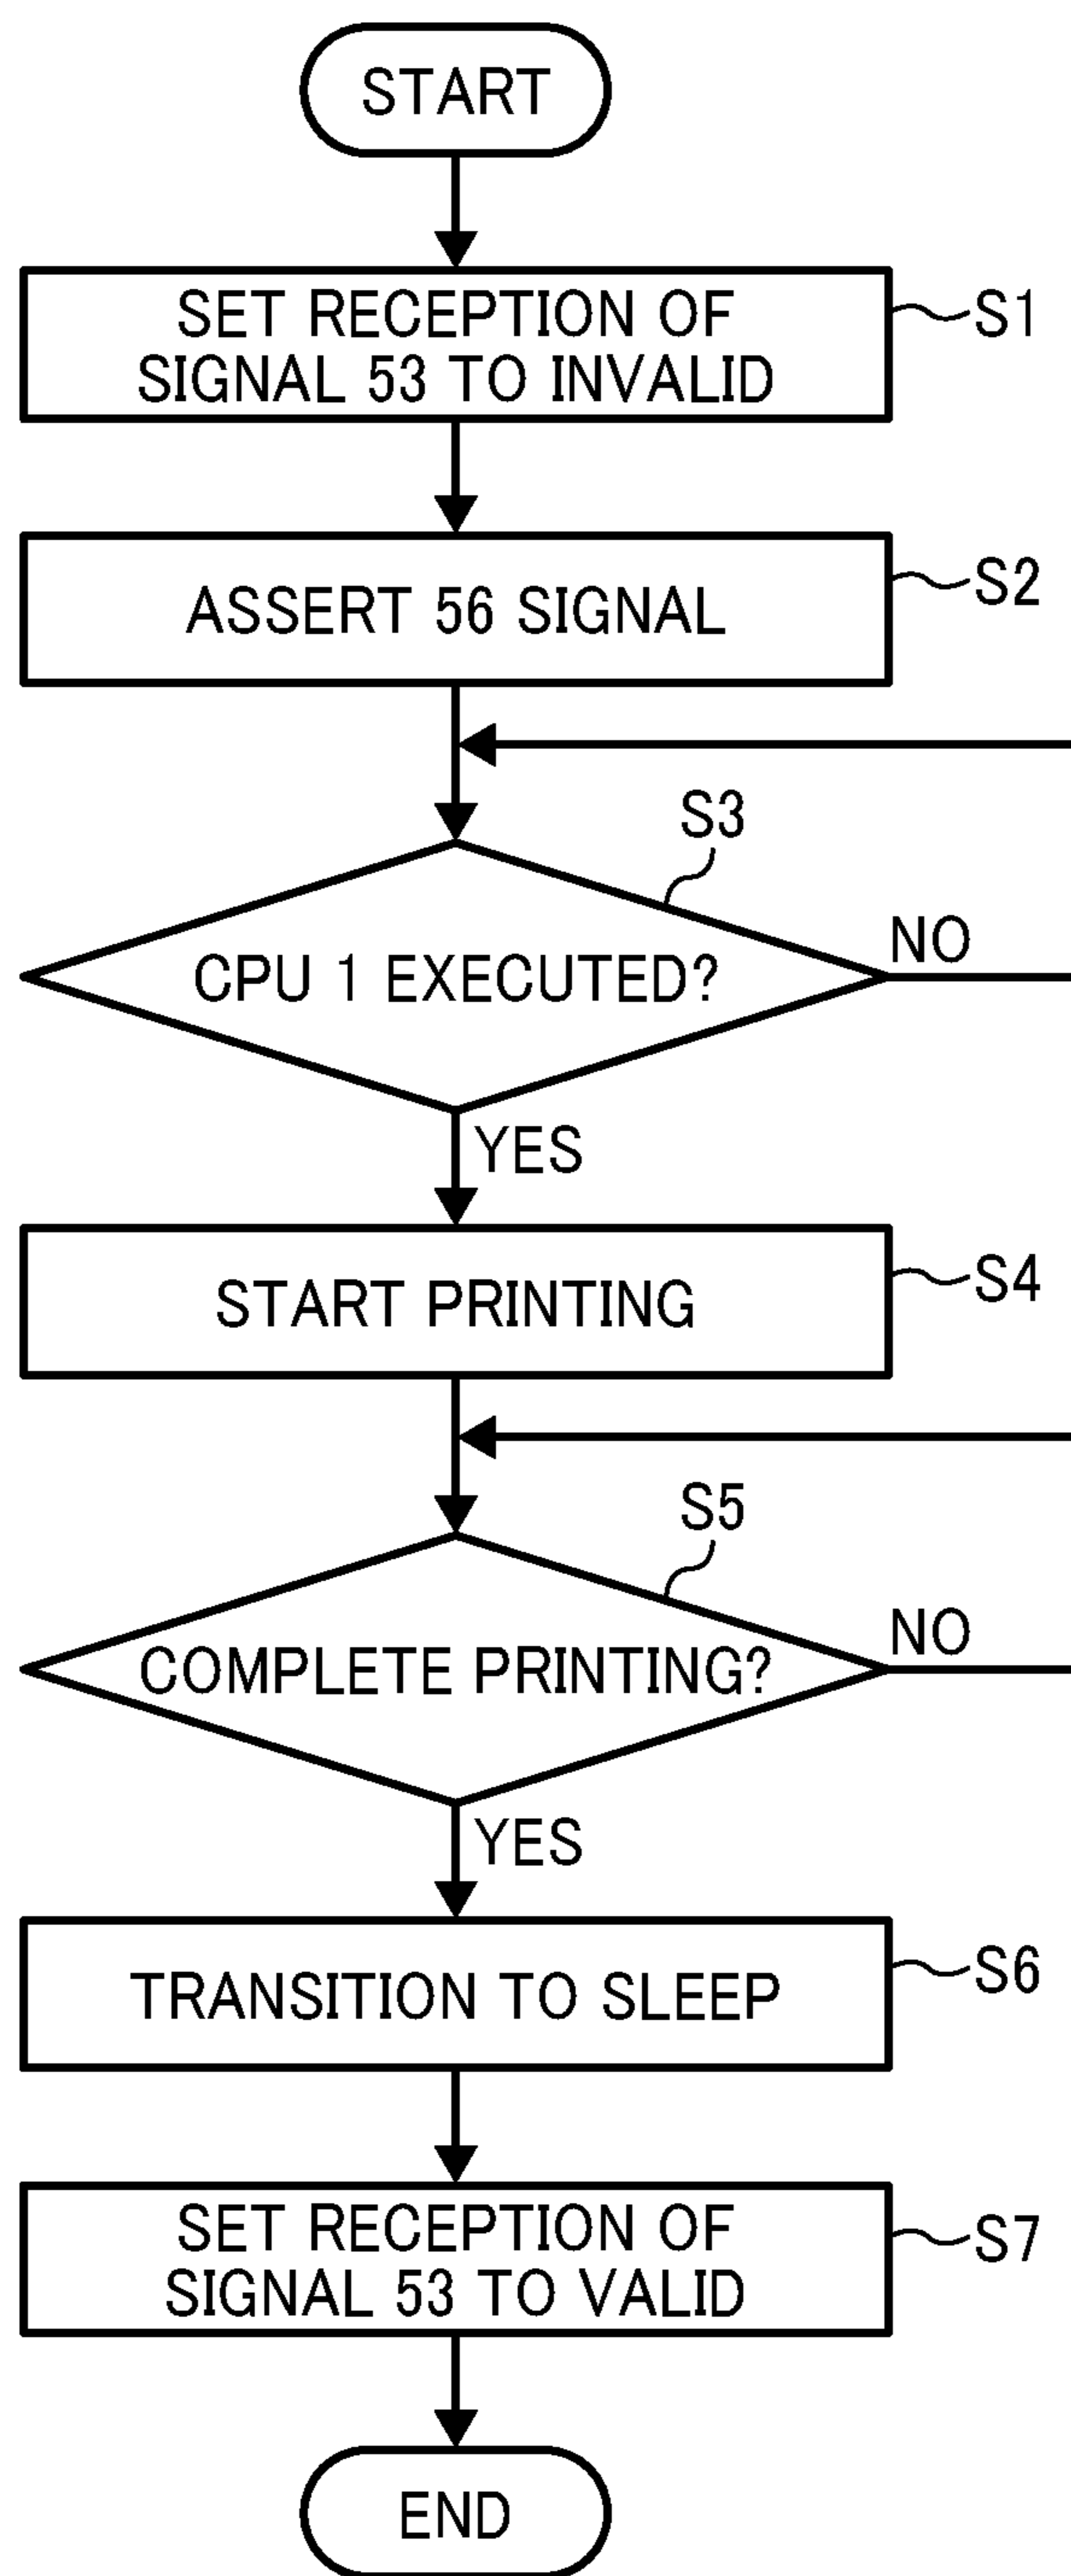 START
SET RECEPTION OF
SIGNAL 53 TO INVALID
S1
ASSERT 56 SIGNAL
S2
S3
CPU 1 EXECUTED?
NO
YES
START PRINTING
S4
S5
COMPLETE PRINTING?
NO
YES
TRANSITION TO SLEEP
S6
SET RECEPTION OF
SIGNAL 53 TO VALID
S7
END